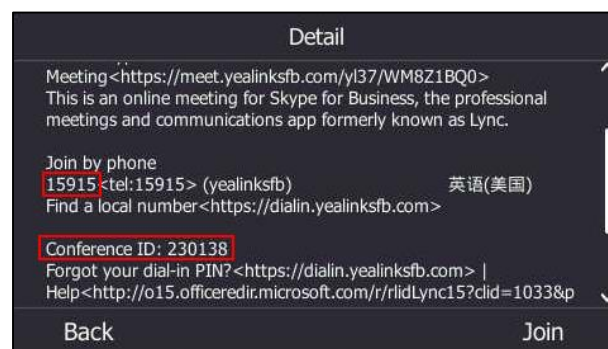 Detail
Meeting<https://meet.yealinksfb.com/yl37/WM8Z1BQ0>
This is an online meeting for Skype for Business, the professional
meetings and communications app formerly known as Lync.
Join by phone
15915<tel:15915> (yealinksfb) 英语(美国)
Find a local number<https://dialin.yealinksfb.com>
Conference ID: 230138
Forgot your dial-in PIN?<https://dialin.yealinksfb.com> |
Help<http://o15.officeredir.microsoft.com/r/rlidLync15?clid=1033&p
Back Join